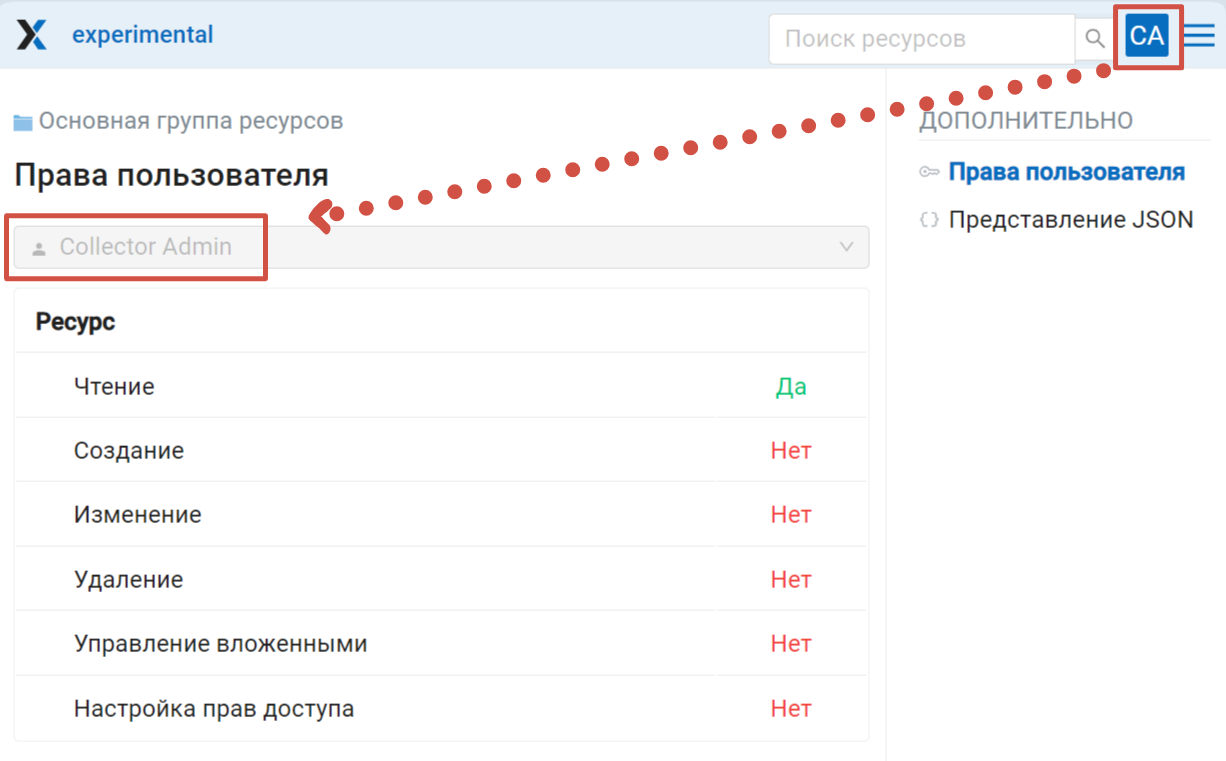 experimental
Поиск ресурсов
CA
Основная группа ресурсов
Права пользователя
Collector Admin
Ресурс
Чтение Да
Создание Нет
Изменение Нет
Удаление Нет
Управление вложенными Нет
Настройка прав доступа Нет
ДОПОЛНИТЕЛЬНО
Права пользователя
Представление JSON